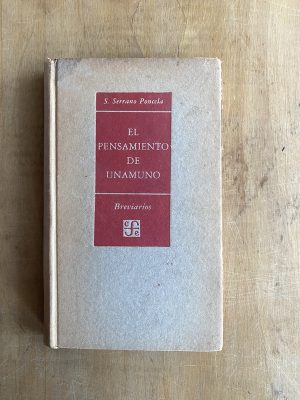 S. Serrano Poncela
EL
PENSAMIENTO
DE
UNAMUNO
Breviarios